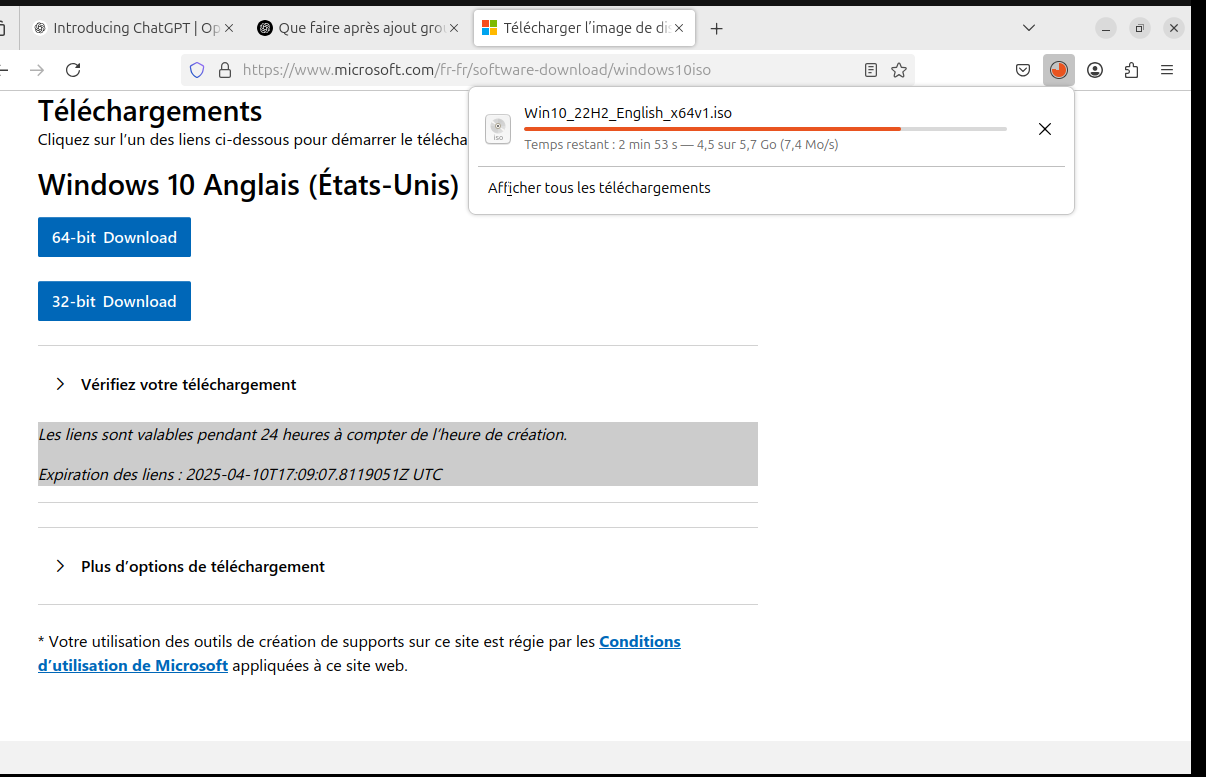 Introducing ChatGPT | Op
Que faire après ajout gro
Télécharger l'image de di
https://www.microsoft.com/fr-fr/software-download/windows10iso
Téléchargements
Cliquez sur l'un des liens ci-dessous pour démarrer le télécha
Win10_22H2_English_x64v1.iso
ISO
Temps restant : 2 min 53 s — 4,5 sur 5,7 Go (7,4 Mo/s)
Afficher tous les téléchargements
Windows 10 Anglais (États-Unis)
64-bit Download
32-bit Download
Vérifiez votre téléchargement
Les liens sont valables pendant 24 heures à compter de l'heure de création.
Expiration des liens : 2025-04-10T17:09:07.8119051Z UTC
Plus d'options de téléchargement
* Votre utilisation des outils de création de supports sur ce site est régie par les Conditions
d'utilisation de Microsoft appliquées à ce site web.